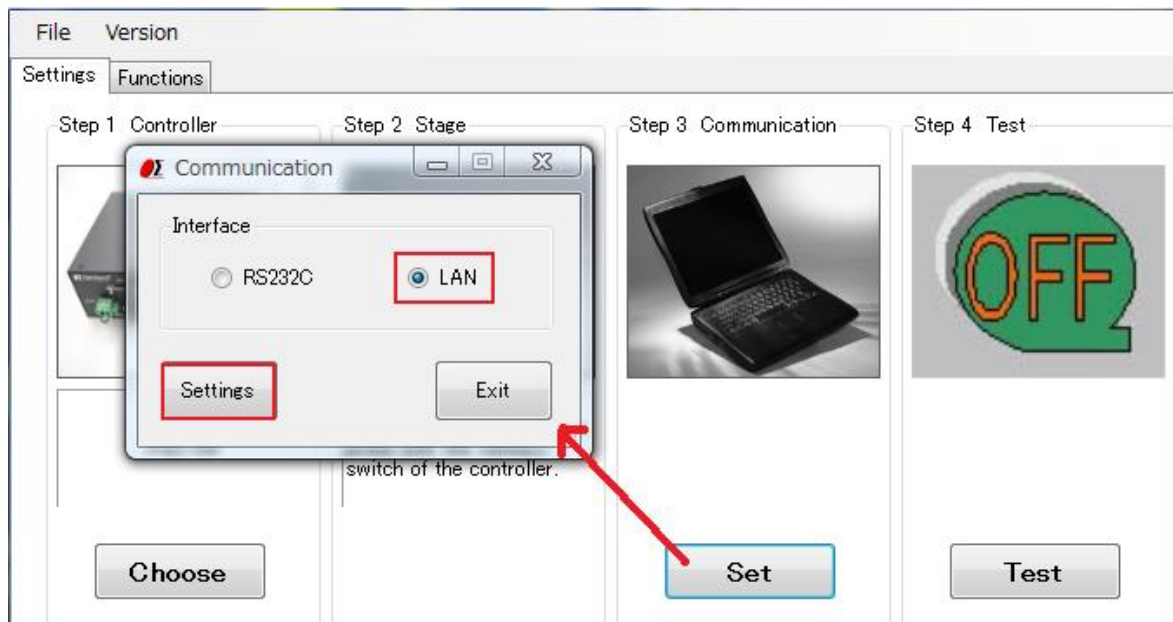 File Version
Settings Functions
Step 1 Controller
Step 2 Stage
Step 3 Communication
Step 4 Test
Communication
Interface
RS232C
LAN
Settings
Exit
OFF
switch of the controller.
Choose
Set
Test